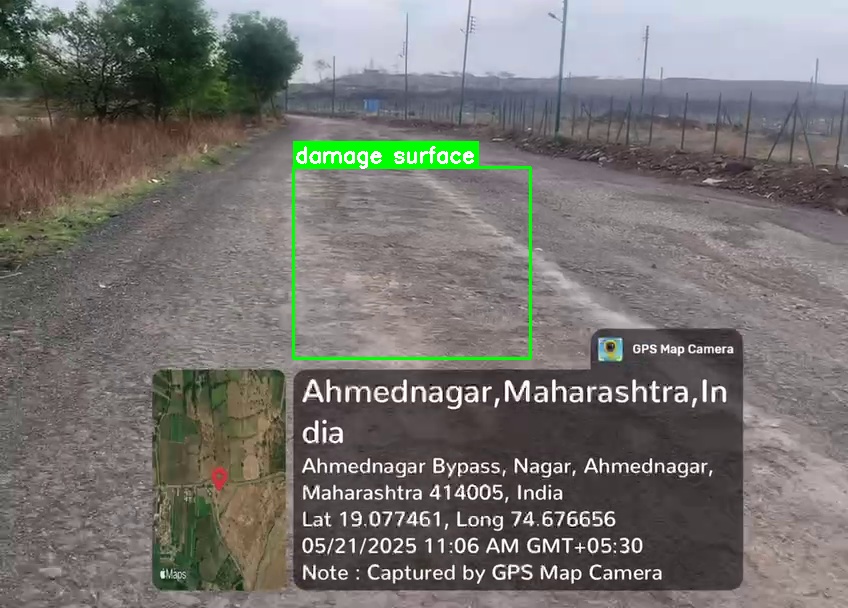 damage surface
GPS Map Camera
Ahmednagar,Maharashtra,In
dia
Ahmednagar Bypass, Nagar, Ahmednagar,
Maharashtra 414005, India
Lat 19.077461, Long 74.676656
05/21/2025 11:06 AM GMT+05:30
Note : Captured by GPS Map Camera
Maps